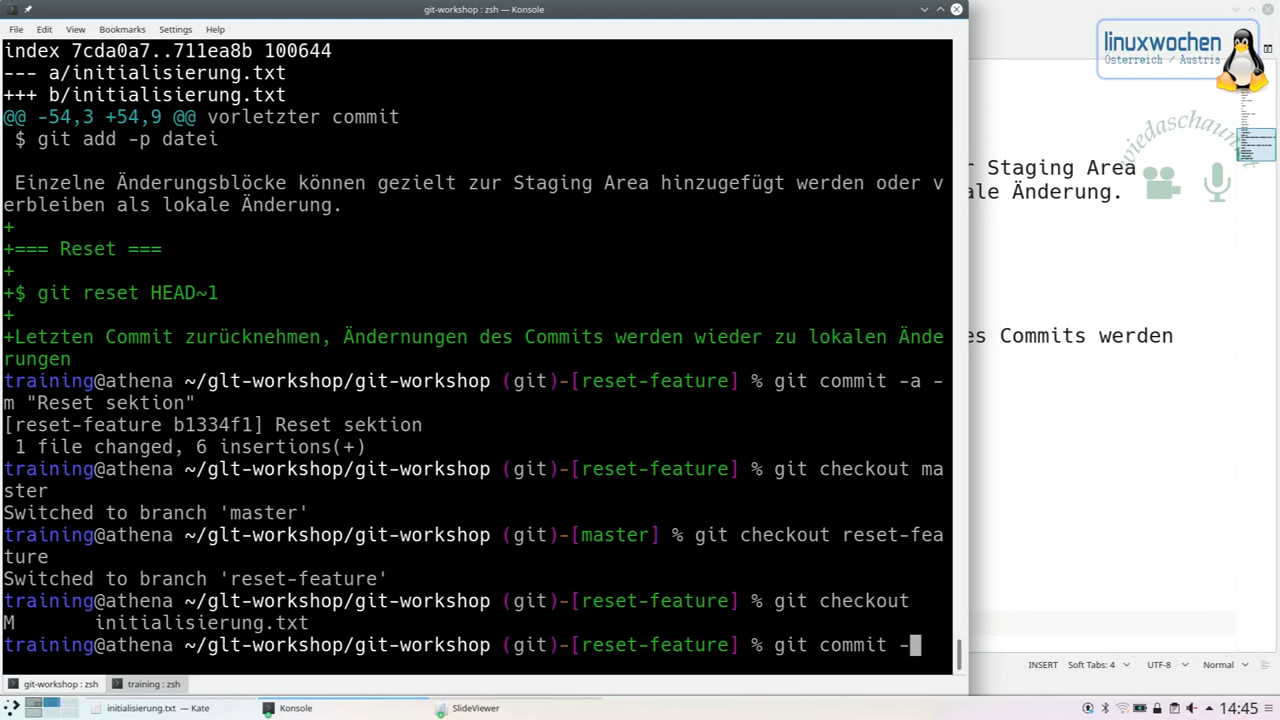 git-workshop : zsh — Konsole
File Edit View Bookmarks Settings Help
index 7cda0a7..711ea8b 100644
--- a/initialisierung.txt
+++ b/initialisierung.txt
@@ -54,3 +54,9 @@ vorletzter commit
$ git add -p datei
Einzelne Änderungsblöcke können gezielt zur Staging Area hinzugefügt werden oder v
erbleiben als lokale Änderung.
+
+=== Reset ===
+
+$ git reset HEAD~1
+
+Letzten Commit zurücknehmen, Ändernungen des Commits werden wieder zu lokalen Ände
rungen
training@athena ~/glt-workshop/git-workshop (git)-[reset-feature] % git commit -a -
m "Reset sektion"
[reset-feature b1334f1] Reset sektion
1 file changed, 6 insertions(+)
training@athena ~/glt-workshop/git-workshop (git)-[reset-feature] % git checkout ma
ster
Switched to branch 'master'
training@athena ~/glt-workshop/git-workshop (git)-[master] % git checkout reset-fea
ture
Switched to branch 'reset-feature'
training@athena ~/glt-workshop/git-workshop (git)-[reset-feature] % git checkout
M initialisierung.txt
training@athena ~/glt-workshop/git-workshop (git)-[reset-feature] % git commit -
git-workshop : zsh training : zsh
linuxwochen
Österreich / Austria
wiedaschaun
r Staging Area
ale Änderung.
es Commits werden
INSERT Soft Tabs: 4 UTF-8 Normal
initialisierung.txt — Kate Konsole SlideViewer 14:45